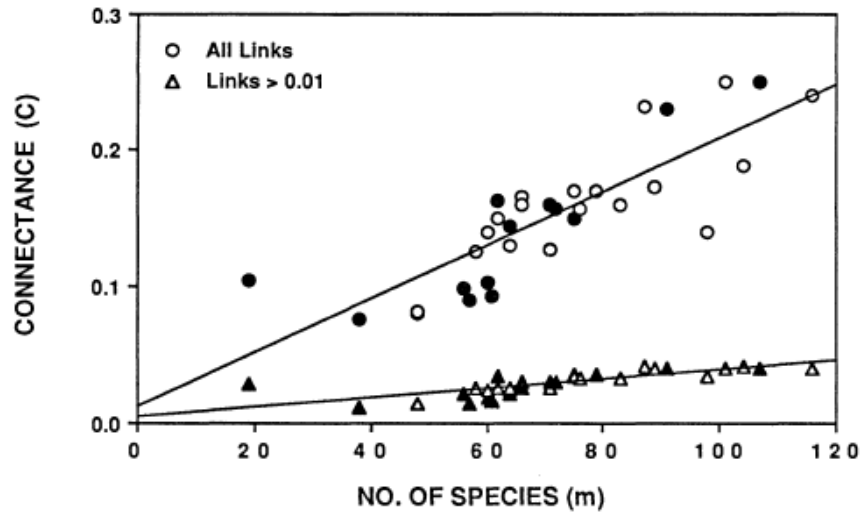 0.3
All Links
Links > 0.01
0.2
0.1
0.0
0 20 40 60 80 100 120
CONNECTANCE (C)
NO. OF SPECIES (m)